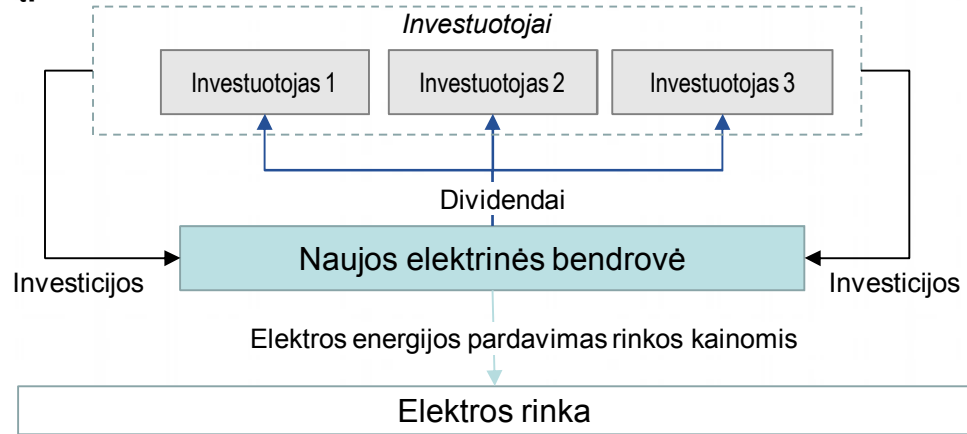 Investuotojai
Investuotojas 1
Investuotojas 2
Investuotojas 3
Dividendai
Naujos elektrinės bendrovė
Investicijos
Investicijos
Elektros energijos pardavimas rinkos kainomis
Elektros rinka